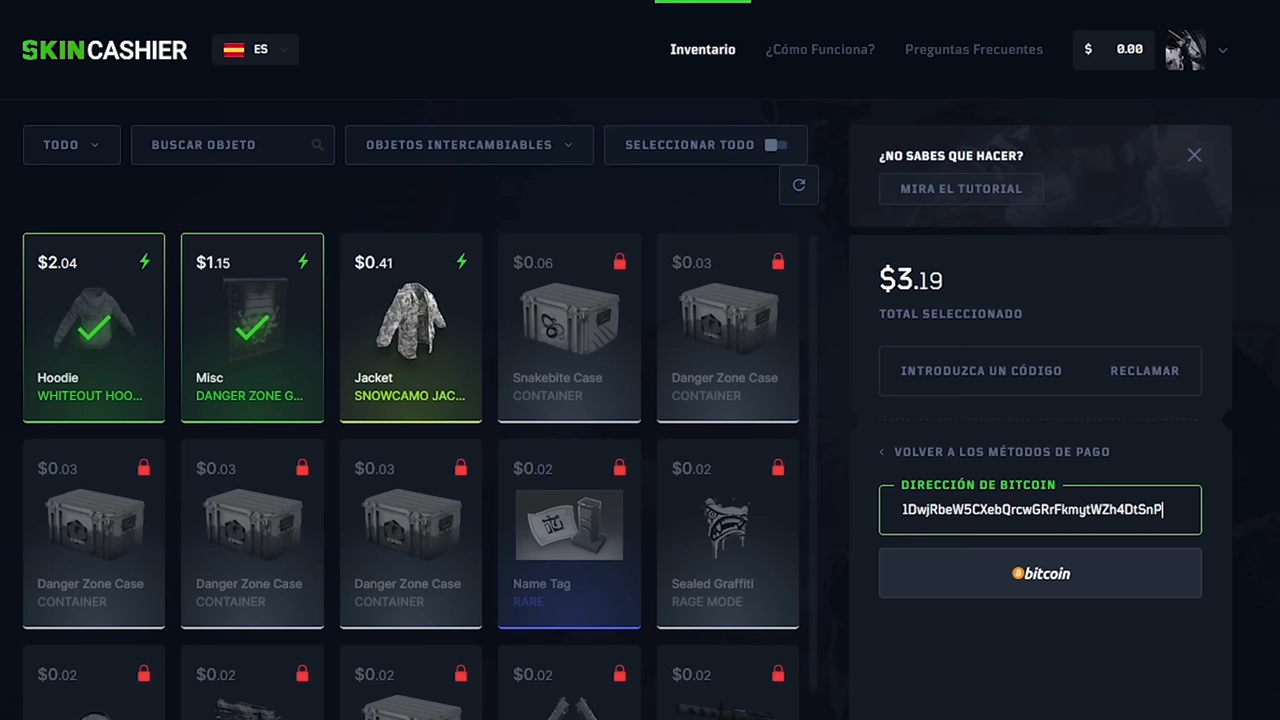 SKINCASHIER
ES
Inventario
¿Cómo Funciona?
Preguntas Frecuentes
$ 0.00
TODO
BUSCAR OBJETO
OBJETOS INTERCAMBIABLES
SELECCIONAR TODO
¿NO SABES QUE HACER?
MIRA EL TUTORIAL
$2.04
Hoodie
WHITEOUT HOO...
$1.15
Misc
DANGER ZONE G...
$0.41
Jacket
SNOWCAMO JAC...
$0.06
Snakebite Case
CONTAINER
$0.03
Danger Zone Case
CONTAINER
$0.03
Danger Zone Case
CONTAINER
$0.03
Danger Zone Case
CONTAINER
$0.03
Danger Zone Case
CONTAINER
$0.02
Name Tag
RARE
$0.02
Sealed Graffiti
RAGE MODE
$0.02
$0.02
$0.02
$0.02
$0.02
$3.19
TOTAL SELECCIONADO
INTRODUZCA UN CÓDIGO
RECLAMAR
VOLVER A LOS MÉTODOS DE PAGO
DIRECCIÓN DE BITCOIN
1DwjRbeW5CXebQrcwGRrFkmytWZh4DtSnP
bitcoin